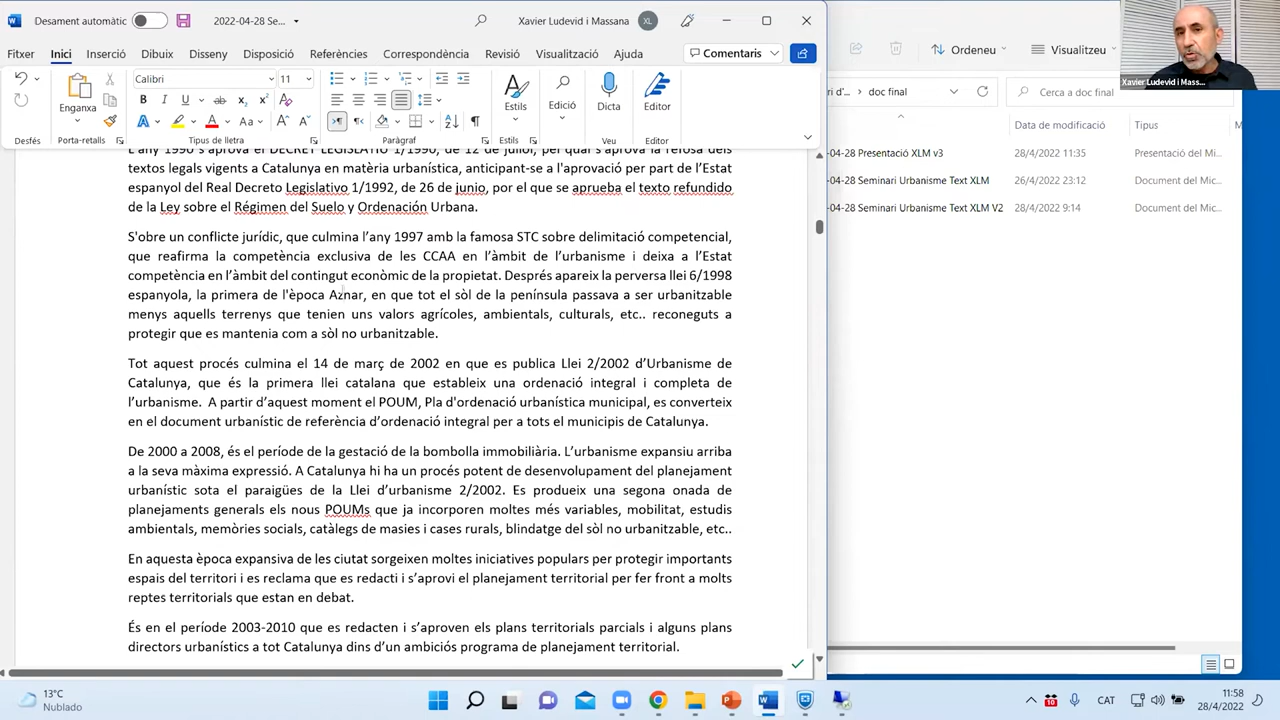 Desament automàtic
2022-04-28 Se...
Xavier Ludevid i Massana
XL
Fitxer Inici Inserció Dibuix Disseny Disposició Referències Correspondència Revisió Visualització Ajuda
Comentaris
Calibri 11
Enganxa
Estils
Edició
Dicta
Editor
Desfés
Porta-retalls
Tipus de lletra
Paràgraf
Estils
Veu
Editor
L'any 1990 s'aprova el DECRET LEGISLATIU 1/1990, de 12 de juliol, per qual s'aprova la refosa dels
textos legals vigents a Catalunya en matèria urbanística, anticipant-se a l'aprovació per part de l'Estat
espanyol del Real Decreto Legislativo 1/1992, de 26 de junio, por el que se aprueba el texto refundido
de la Ley sobre el Régimen del Suelo y Ordenación Urbana.
S'obre un conflicte jurídic, que culmina l'any 1997 amb la famosa STC sobre delimitació competencial,
que reafirma la competència exclusiva de les CCAA en l'àmbit de l'urbanisme i deixa a l'Estat
competència en l'àmbit del contingut econòmic de la propietat. Després apareix la perversa llei 6/1998
espanyola, la primera de l'època Aznar, en que tot el sòl de la península passava a ser urbanitzable
menys aquells terrenys que tenien uns valors agrícoles, ambientals, culturals, etc.. reconeguts a
protegir que es mantenia com a sòl no urbanitzable.
Tot aquest procés culmina el 14 de març de 2002 en que es publica Llei 2/2002 d'Urbanisme de
Catalunya, que és la primera llei catalana que estableix una ordenació integral i completa de
l'urbanisme. A partir d'aquest moment el POUM, Pla d'ordenació urbanística municipal, es converteix
en el document urbanístic de referència d'ordenació integral per a tots el municipis de Catalunya.
De 2000 a 2008, és el període de la gestació de la bombolla immobiliària. L'urbanisme expansiu arriba
a la seva màxima expressió. A Catalunya hi ha un procés potent de desenvolupament del planejament
urbanístic sota el paraigües de la Llei d'urbanisme 2/2002. Es produeix una segona onada de
planejaments generals els nous POUMs que ja incorporen moltes més variables, mobilitat, estudis
ambientals, memòries socials, catàlegs de masies i cases rurals, blindatge del sòl no urbanitzable, etc..
En aquesta època expansiva de les ciutat sorgeixen moltes iniciatives populars per protegir importants
espais del territori i es reclama que es redacti i s'aprovi el planejament territorial per fer front a molts
reptes territorials que estan en debat.
És en el període 2003-2010 que es redacten i s'aproven els plans territorials parcials i alguns plans
directors urbanístics a tot Catalunya dins d'un ambiciós programa de planejament territorial.
Ordeneu Visualitzeu
Xavier Ludevid i Mass...
ri d'... doc final
Cerca a doc final
Data de modificació Tipus M
-04-28 Presentació XLM v3 28/4/2022 11:35 Presentació del Mi...
-04-28 Seminari Urbanisme Text XLM 26/4/2022 23:12 Document del Mic...
-04-28 Seminari Urbanisme Text XLM V2 28/4/2022 9:14 Document del Mic...
13°C
Nublado
10
CAT
11:58
28/4/2022